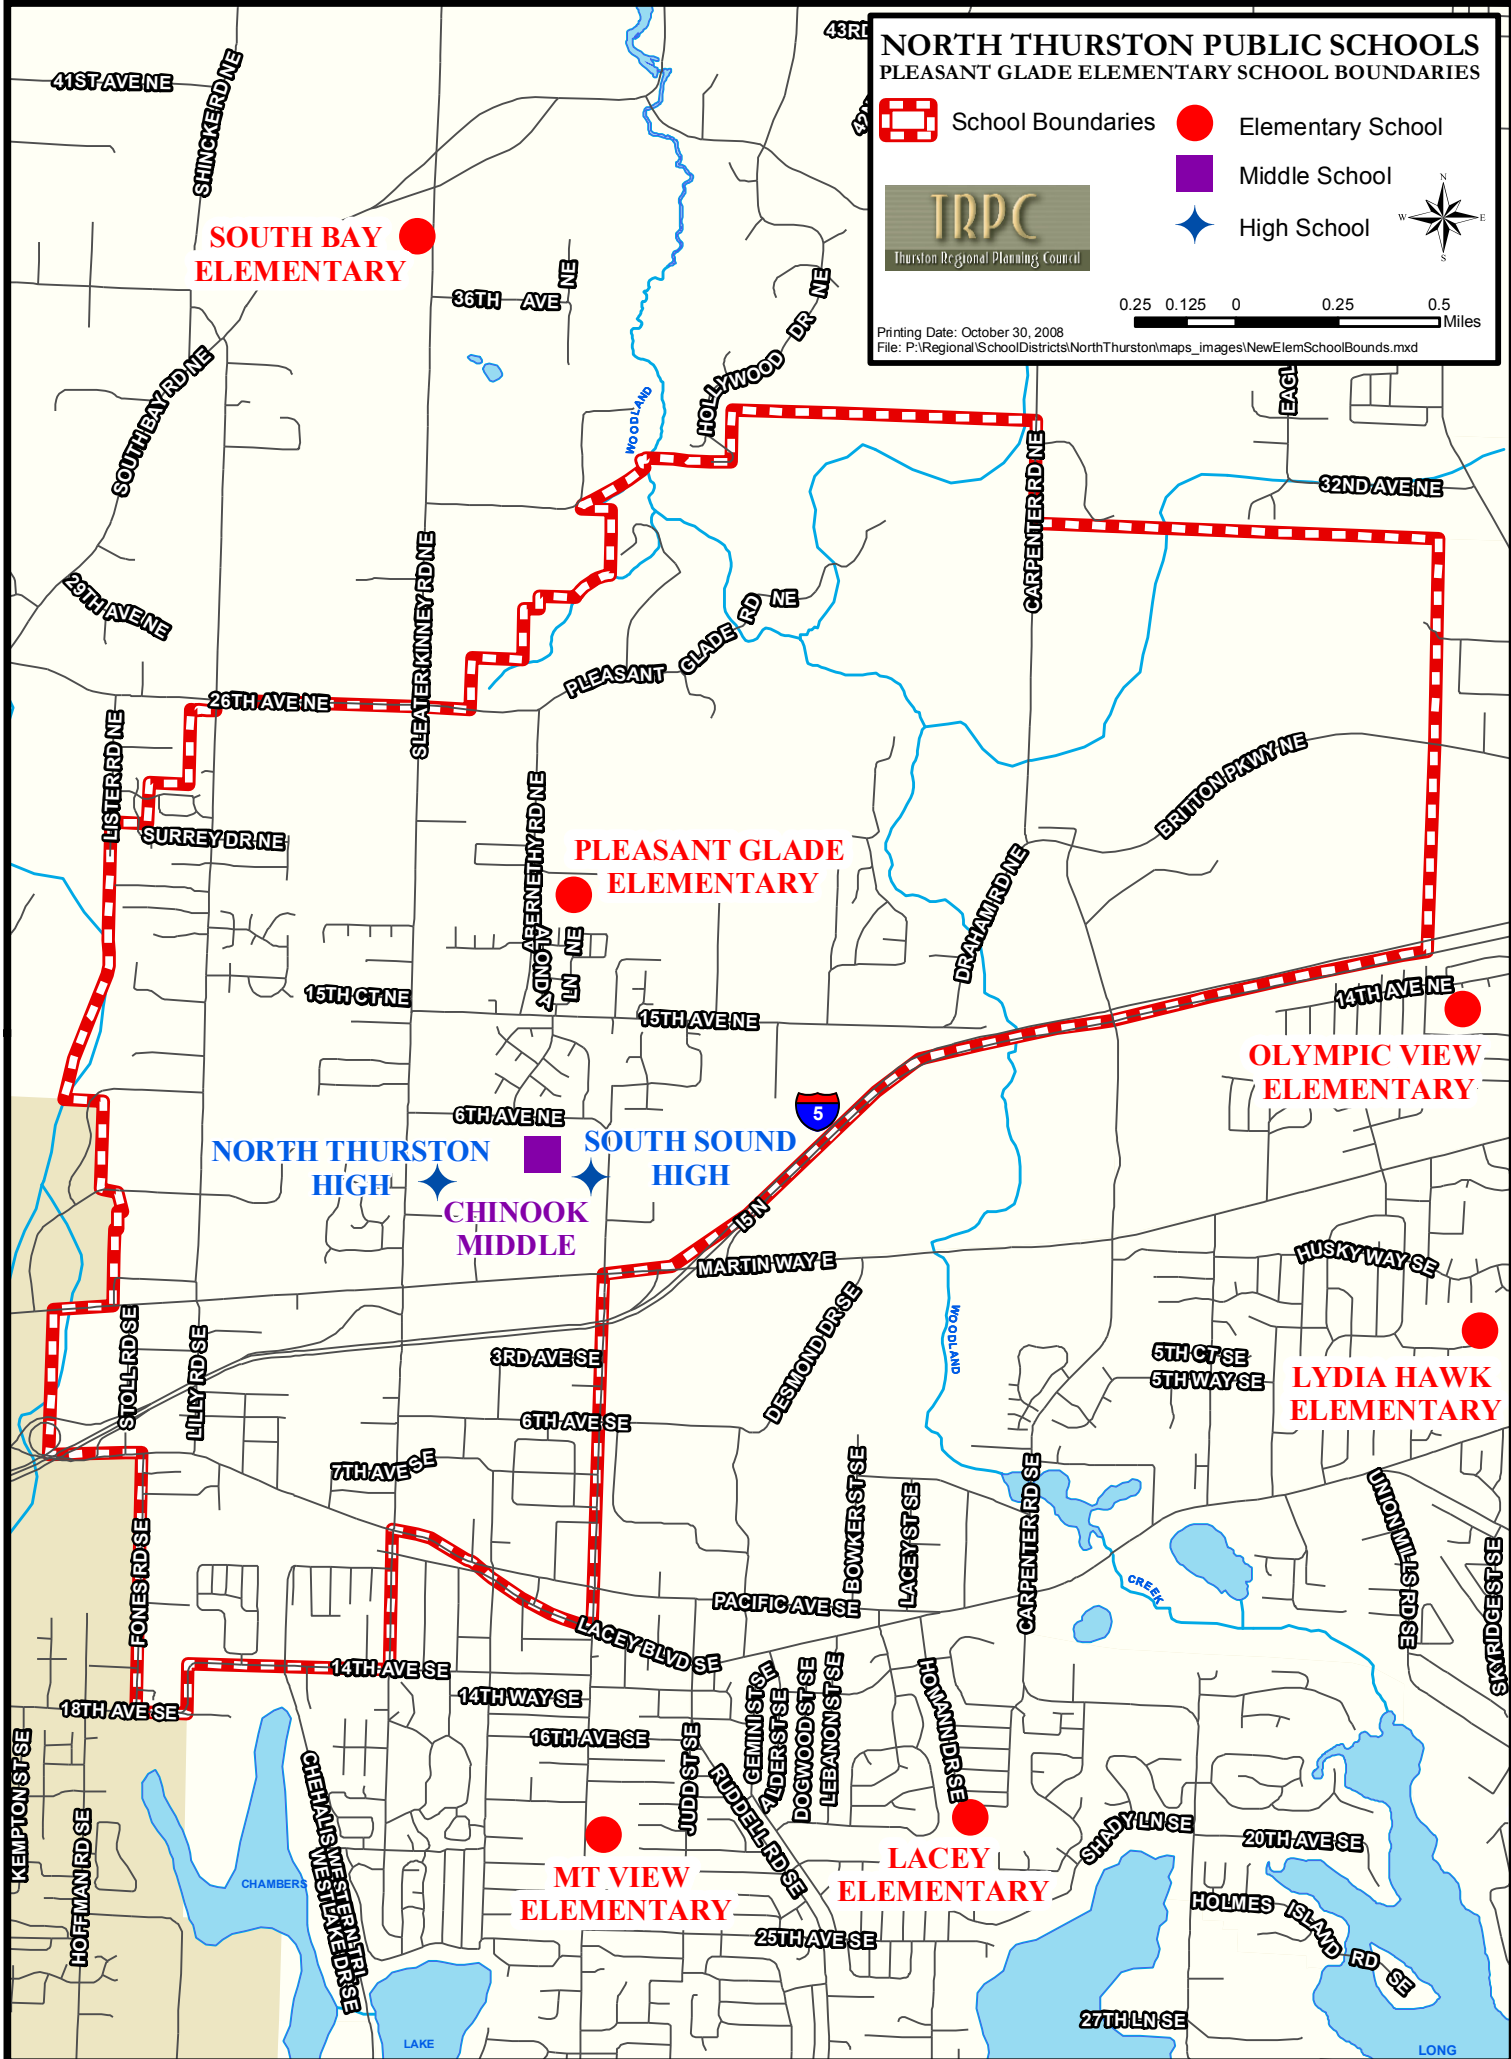 NORTH THURSTON PUBLIC SCHOOLS
PLEASANT GLADE ELEMENTARY SCHOOL BOUNDARIES
School Boundaries
Elementary School
Middle School
High School
TRPC
Thurston Regional Planning Council
N
W
E
S
0.25 0.125 0 0.25 0.5
Miles
Printing Date: October 30, 2008
File: P:\Regional\SchoolDistricts\NorthThurston\maps_images\NewElemSchoolBounds.mxd
43RD
41ST AVE NE
SHINCKE RD NE
SOUTH BAY
ELEMENTARY
36TH AVE NE
HOLLYWOOD DR NE
SOUTH BAY RD NE
WOODLAND
EAGL
32ND AVE NE
CARPENTER RD NE
SLEATER KINNEY RD NE
29TH AVE NE
PLEASANT GLADE RD NE
26TH AVE NE
LISTER RD NE
SURREY DR NE
BRITTON PKWY NE
ABERNETHY RD NE
PLEASANT GLADE
ELEMENTARY
DRAHAM RD NE
ALONDA
LN NE
15TH CT NE
15TH AVE NE
14TH AVE NE
OLYMPIC VIEW
ELEMENTARY
5
6TH AVE NE
NORTH THURSTON
HIGH
SOUTH SOUND
HIGH
CHINOOK
MIDDLE
I5 N
MARTIN WAY E
HUSKY WAY SE
DESMOND DR SE
WOODLAND
STOLL RD SE
LILLY RD SE
3RD AVE SE
5TH CT SE
5TH WAY SE
LYDIA HAWK
ELEMENTARY
6TH AVE SE
7TH AVE SE
BOWKER ST SE
LACEY ST SE
CARPENTER RD SE
UNION MILLS RD SE
SKYRIDGE ST SE
FONES RD SE
CREEK
PACIFIC AVE SE
LACEY BLVD SE
14TH AVE SE
14TH WAY SE
18TH AVE SE
16TH AVE SE
JUDD ST SE
GEMINI ST SE
ALDER ST SE
DOGWOOD ST SE
LEBANON ST SE
HOMANN DR SE
RUDDELL RD SE
KEMPTON ST SE
HOFFMAN RD SE
CHEHALIS WESTERN TRL
WESTLAKE DR SE
CHAMBERS
MT VIEW
ELEMENTARY
LACEY
ELEMENTARY
SHADY LN SE
20TH AVE SE
HOLMES ISLAND RD SE
25TH AVE SE
27TH LN SE
LAKE
LONG